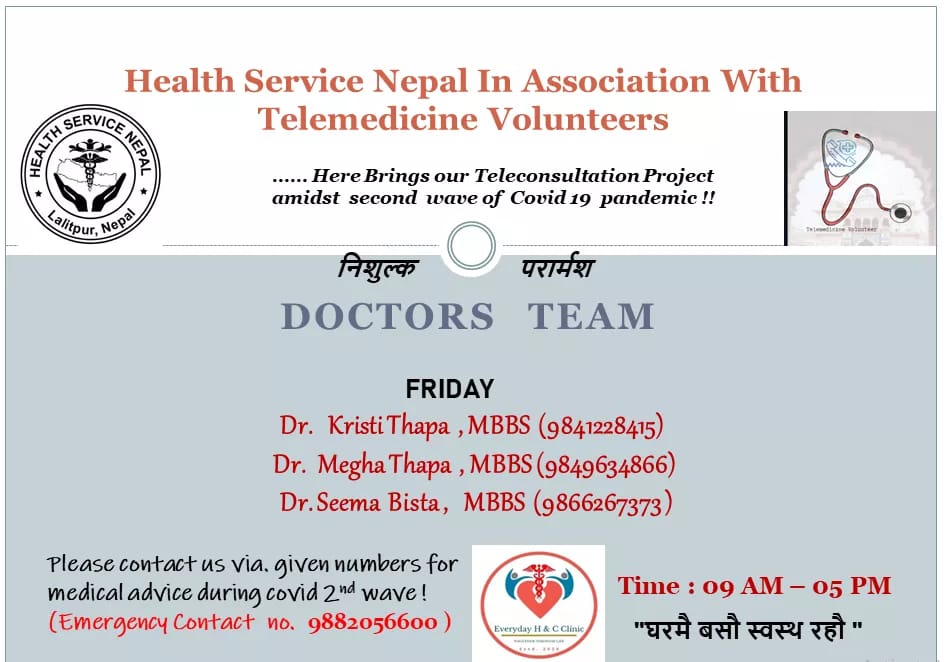 Health Service Nepal In Association With
Telemedicine Volunteers
HEALTH SERVICE NEPAL
Lalitpur, Nepal
...... Here Brings our Teleconsultation Project
amidst second wave of Covid 19 pandemic !!
Telemedicine Volunteer
निशुल्क परार्मश
DOCTORS TEAM
FRIDAY
Dr. Kristi Thapa , MBBS (9841228415)
Dr. Megha Thapa , MBBS (9849634866)
Dr. Seema Bista , MBBS (9866267373 )
Please contact us via. given numbers for
medical advice during covid 2nd wave !
(Emergency Contact no. 9882056600 )
Everyday H & C Clinic
Time : 09 AM – 05 PM
"घरमै बसौ स्वस्थ रहौ "